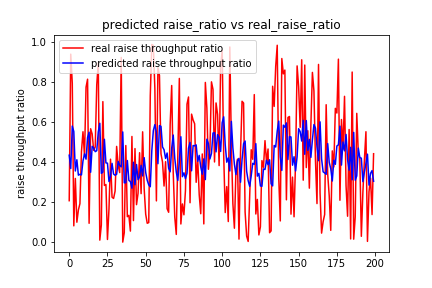 predicted raise_ratio vs real_raise_ratio
real raise throughput ratio
predicted raise throughput ratio
raise throughput ratio
1.0
0.8
0.6
0.4
0.2
0.0
0 25 50 75 100 125 150 175 200